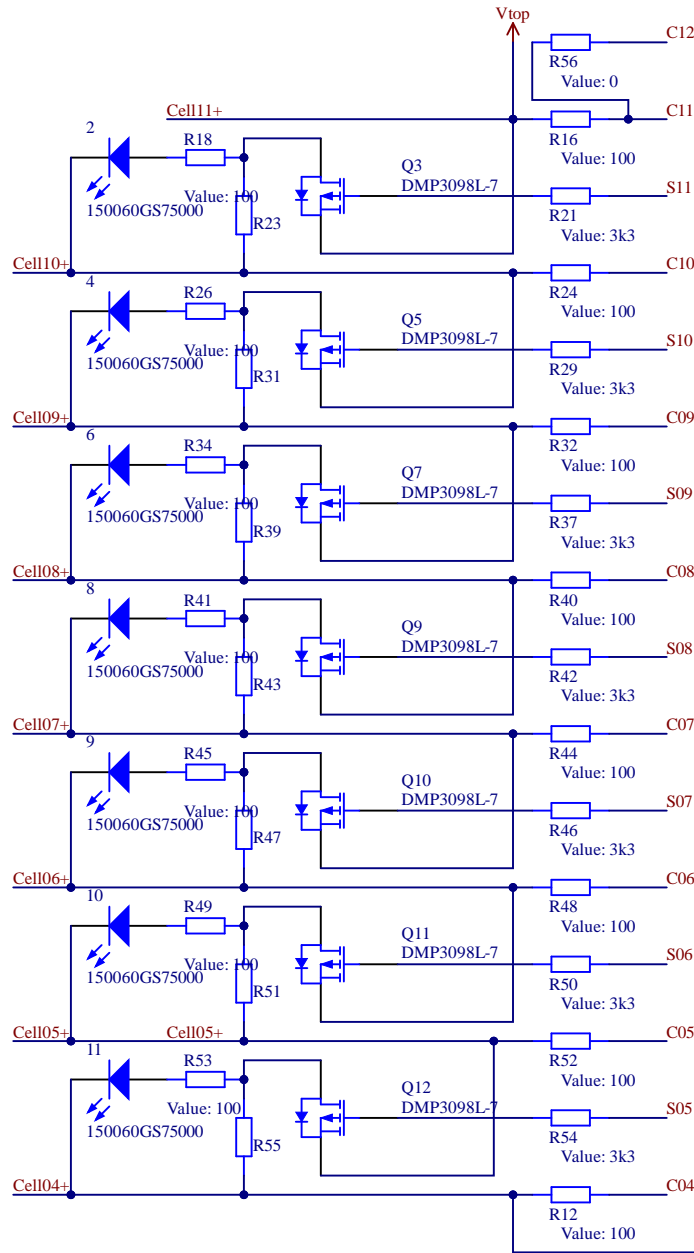 Vtop
C12
R56
Value: 0
Cell11+
C11
R16
Value: 100
2
R18
Value: 100
R23
150060GS75000
Q3
DMP3098L-7
S11
R21
Value: 3k3
Cell10+
C10
R24
Value: 100
4
R26
Value: 100
R31
150060GS75000
Q5
DMP3098L-7
S10
R29
Value: 3k3
Cell09+
C09
R32
Value: 100
6
R34
Value: 100
R39
150060GS75000
Q7
DMP3098L-7
S09
R37
Value: 3k3
Cell08+
C08
R40
Value: 100
8
R41
Value: 100
R43
150060GS75000
Q9
DMP3098L-7
S08
R42
Value: 3k3
Cell07+
C07
R44
Value: 100
9
R45
Value: 100
R47
150060GS75000
Q10
DMP3098L-7
S07
R46
Value: 3k3
Cell06+
C06
R48
Value: 100
10
R49
Value: 100
R51
150060GS75000
Q11
DMP3098L-7
S06
R50
Value: 3k3
Cell05+
Cell05+
C05
R52
Value: 100
11
R53
Value: 100
R55
150060GS75000
Q12
DMP3098L-7
S05
R54
Value: 3k3
Cell04+
C04
R12
Value: 100